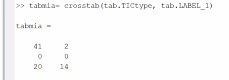 >> tabmia= crosstab(tab.TICtype, tab.LABEL_1)
tabmia =
41 2
0 0
20 14